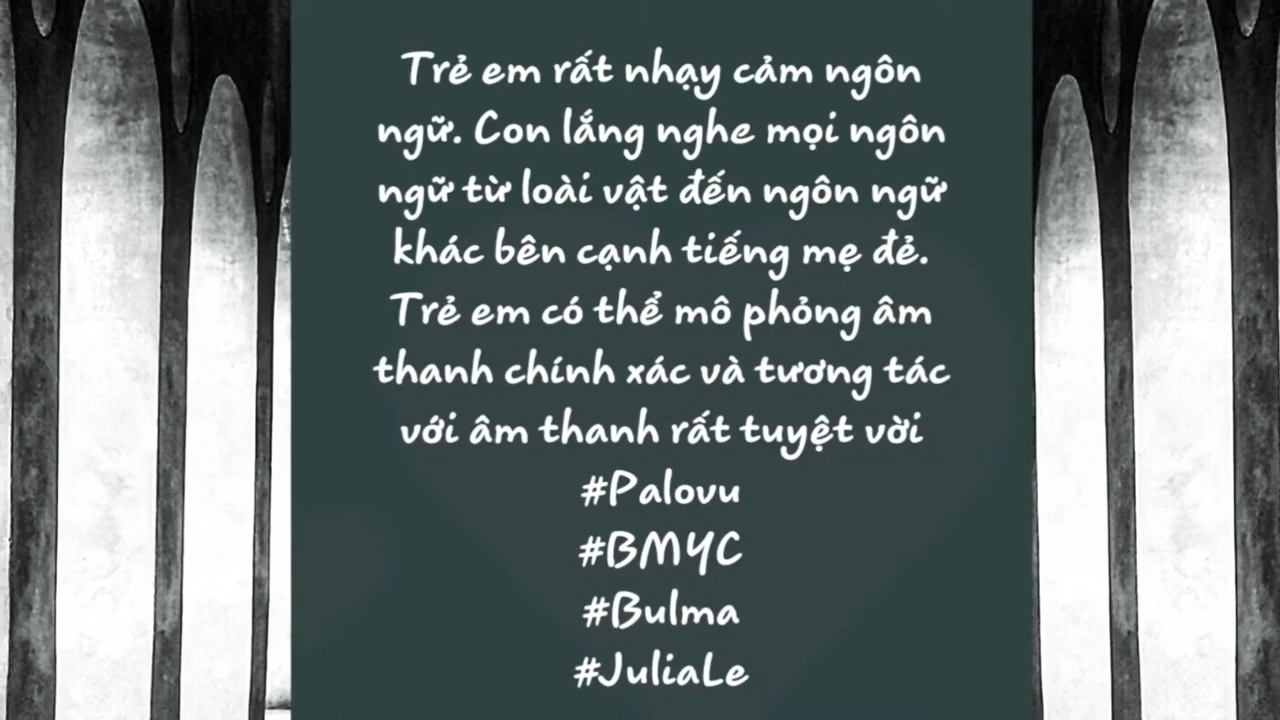 Trẻ em rất nhạy cảm ngôn
ngữ. Con lắng nghe mọi ngôn
ngữ từ loài vật đến ngôn ngữ
khác bên cạnh tiếng mẹ đẻ.
Trẻ em có thể mô phỏng âm
thanh chính xác và tương tác
với âm thanh rất tuyệt vời
#Palovu
#BMYC
#Bulma
#JuliaLe